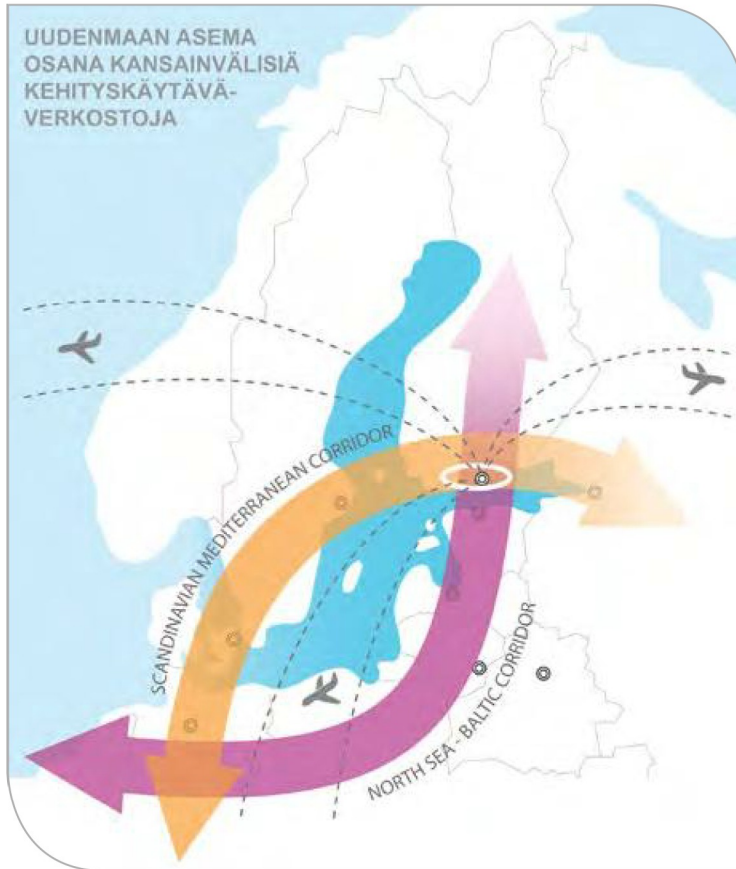 UUDENMAAN ASEMA
OSANA KANSAINVÄLISIÄ
KEHITYSKÄYTÄVÄ-
VERKOSTOJA
SCANDINAVIAN MEDITERRANEAN CORRIDOR
NORTH SEA - BALTIC CORRIDOR